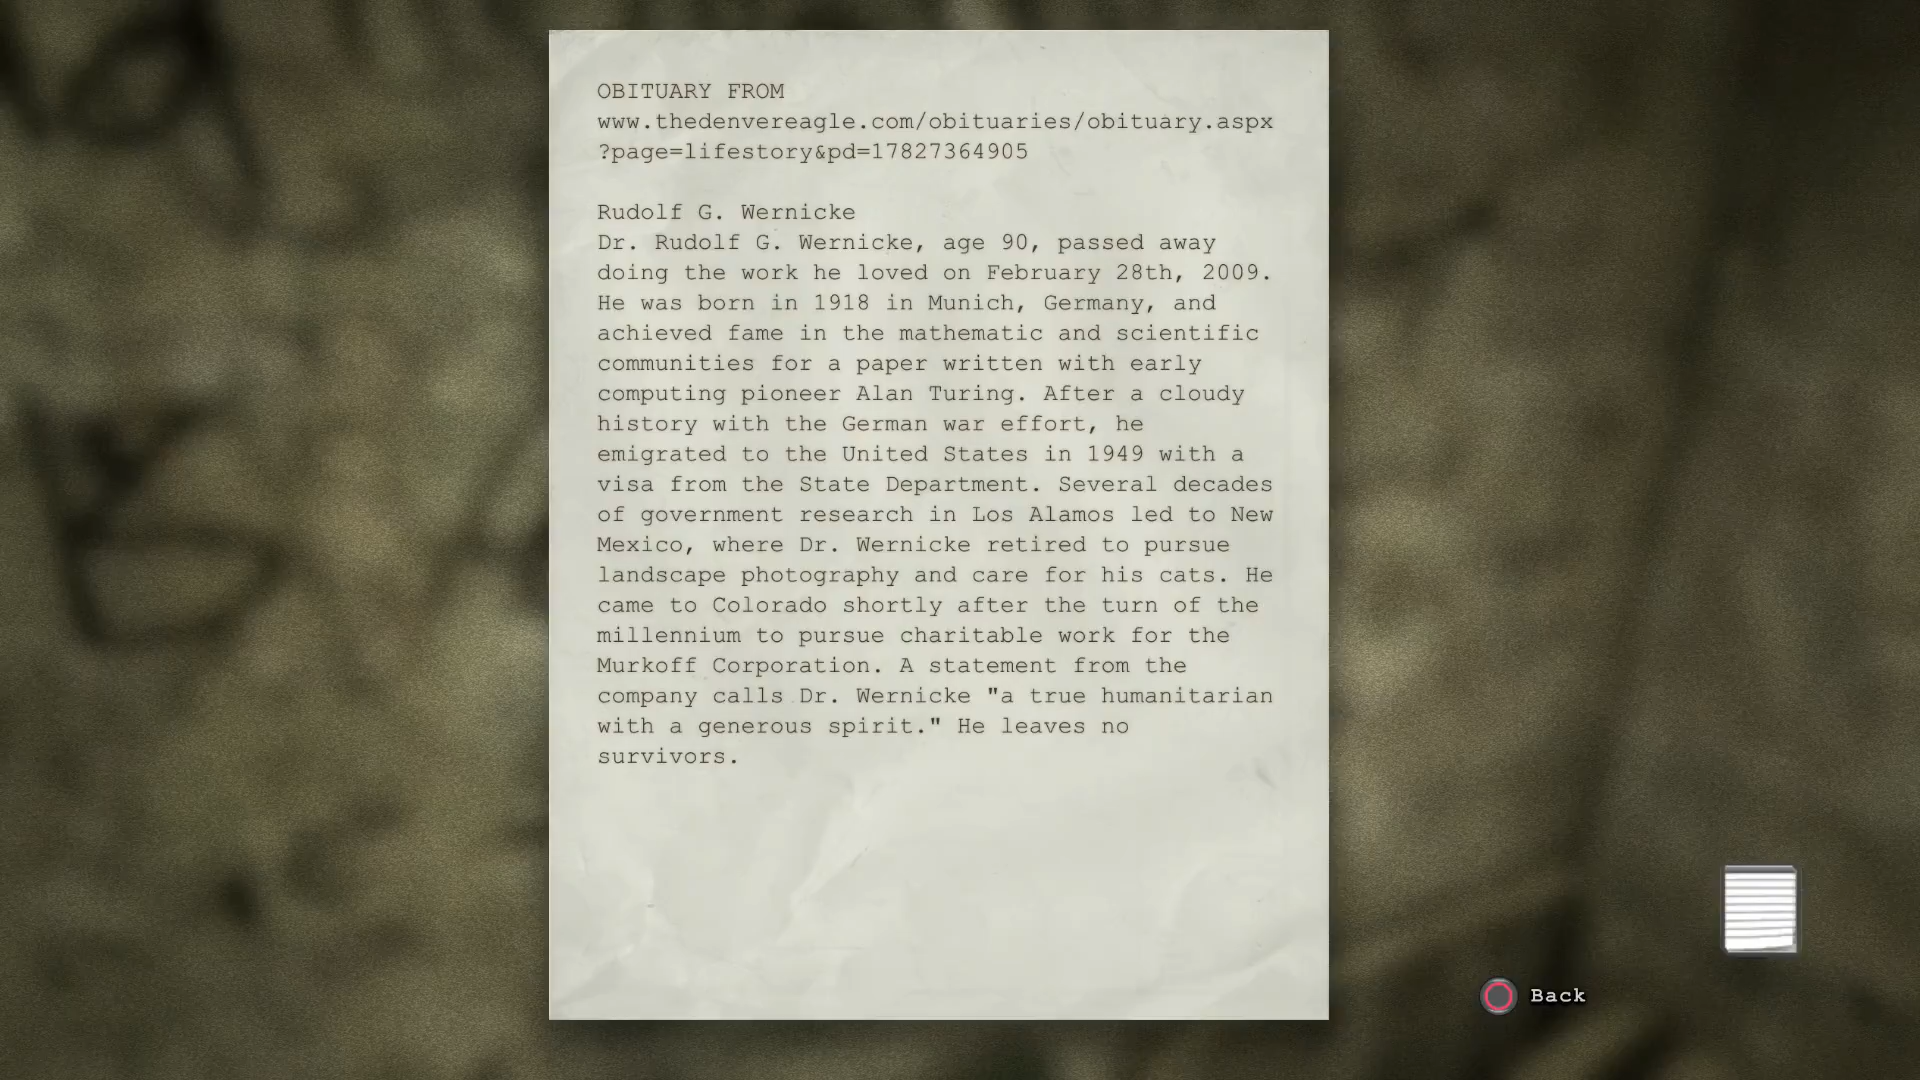 OBITUARY FROM
www.thedenvereagle.com/obituaries/obituary.aspx
?page=lifestory&pd=17827364905
Rudolf G. Wernicke
Dr. Rudolf G. Wernicke, age 90, passed away
doing the work he loved on February 28th, 2009.
He was born in 1918 in Munich, Germany, and
achieved fame in the mathematic and scientific
communities for a paper written with early
computing pioneer Alan Turing. After a cloudy
history with the German war effort, he
emigrated to the United States in 1949 with a
visa from the State Department. Several decades
of government research in Los Alamos led to New
Mexico, where Dr. Wernicke retired to pursue
landscape photography and care for his cats. He
came to Colorado shortly after the turn of the
millennium to pursue charitable work for the
Murkoff Corporation. A statement from the
company calls Dr. Wernicke "a true humanitarian
with a generous spirit." He leaves no
survivors.
Back